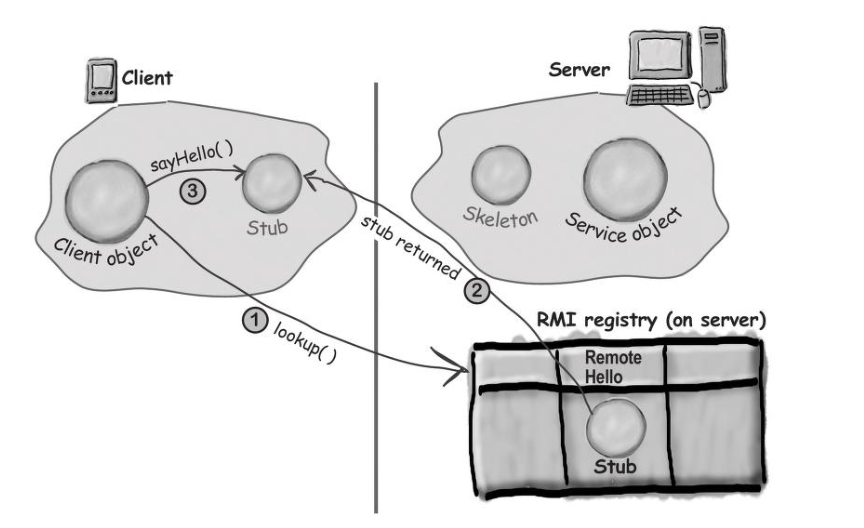 Client
Server
sayHello()
3
Stub
Client object
Skeleton
Service object
stub returned
2
1
lookup()
RMI registry (on server)
Remote
Hello
Stub